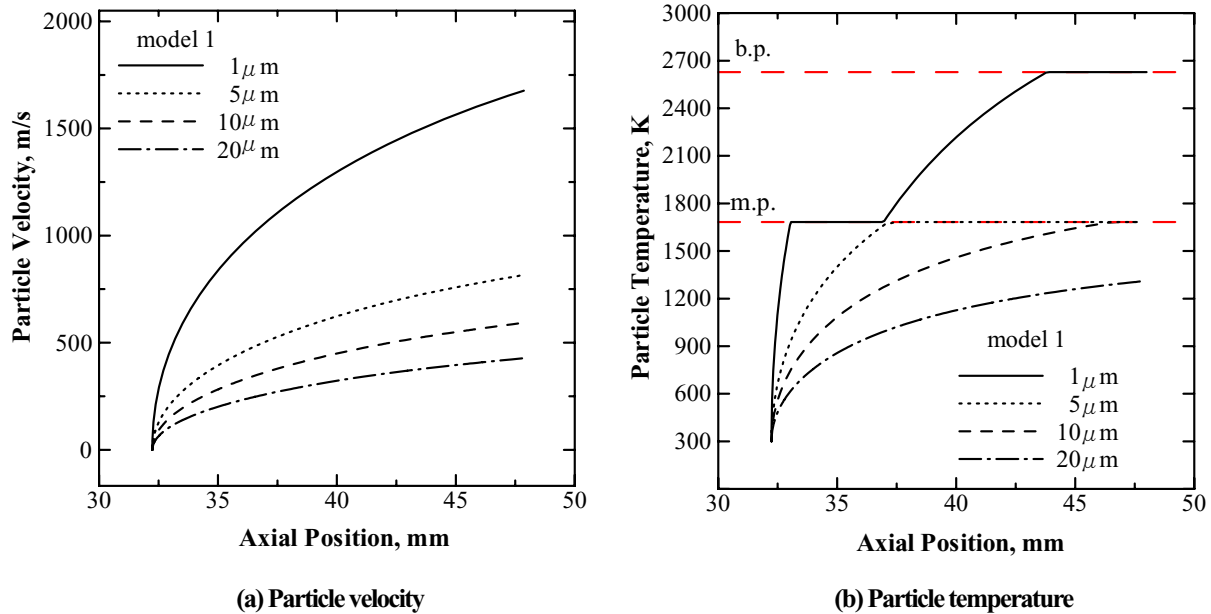 model 1
1μm
5μm
10μm
20μm
2000
1500
1000
500
0
Particle Velocity, m/s
30 35 40 45 50
Axial Position, mm
(a) Particle velocity
3000
2700
2400
2100
1800
1500
1200
900
600
300
b.p.
m.p.
Particle Temperature, K
model 1
1μm
5μm
10μm
20μm
30 35 40 45 50
Axial Position, mm
(b) Particle temperature